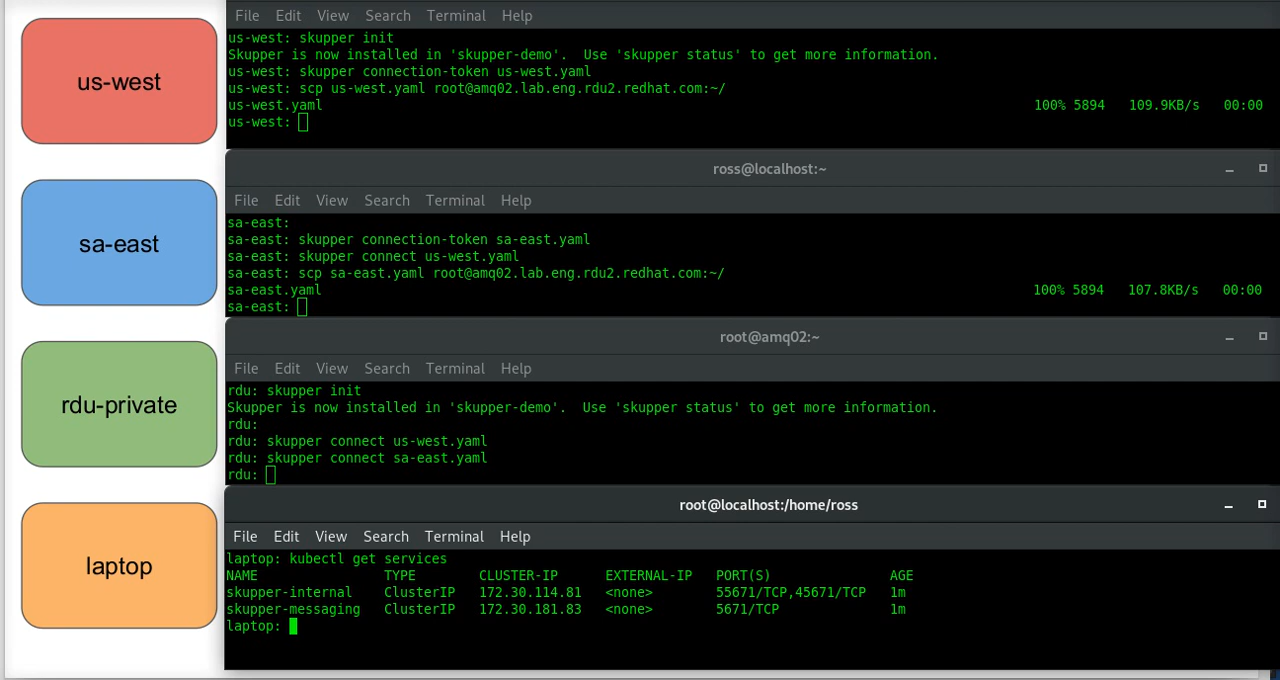 us-west
File Edit View Search Terminal Help
us-west: skupper init
Skupper is now installed in 'skupper-demo'.  Use 'skupper status' to get more information.
us-west: skupper connection-token us-west.yaml
us-west: scp us-west.yaml root@amq02.lab.eng.rdu2.redhat.com:~/
us-west.yaml 100% 5894 109.9KB/s 00:00
us-west:
sa-east
ross@localhost:~
File Edit View Search Terminal Help
sa-east:
sa-east: skupper connection-token sa-east.yaml
sa-east: skupper connect us-west.yaml
sa-east: scp sa-east.yaml root@amq02.lab.eng.rdu2.redhat.com:~/
sa-east.yaml 100% 5894 107.8KB/s 00:00
sa-east:
rdu-private
root@amq02:~
File Edit View Search Terminal Help
rdu: skupper init
Skupper is now installed in 'skupper-demo'.  Use 'skupper status' to get more information.
rdu:
rdu: skupper connect us-west.yaml
rdu: skupper connect sa-east.yaml
rdu:
laptop
root@localhost:/home/ross
File Edit View Search Terminal Help
laptop: kubectl get services
NAME TYPE CLUSTER-IP EXTERNAL-IP PORT(S) AGE
skupper-internal ClusterIP 172.30.114.81 <none> 55671/TCP,45671/TCP 1m
skupper-messaging ClusterIP 172.30.181.83 <none> 5671/TCP 1m
laptop: